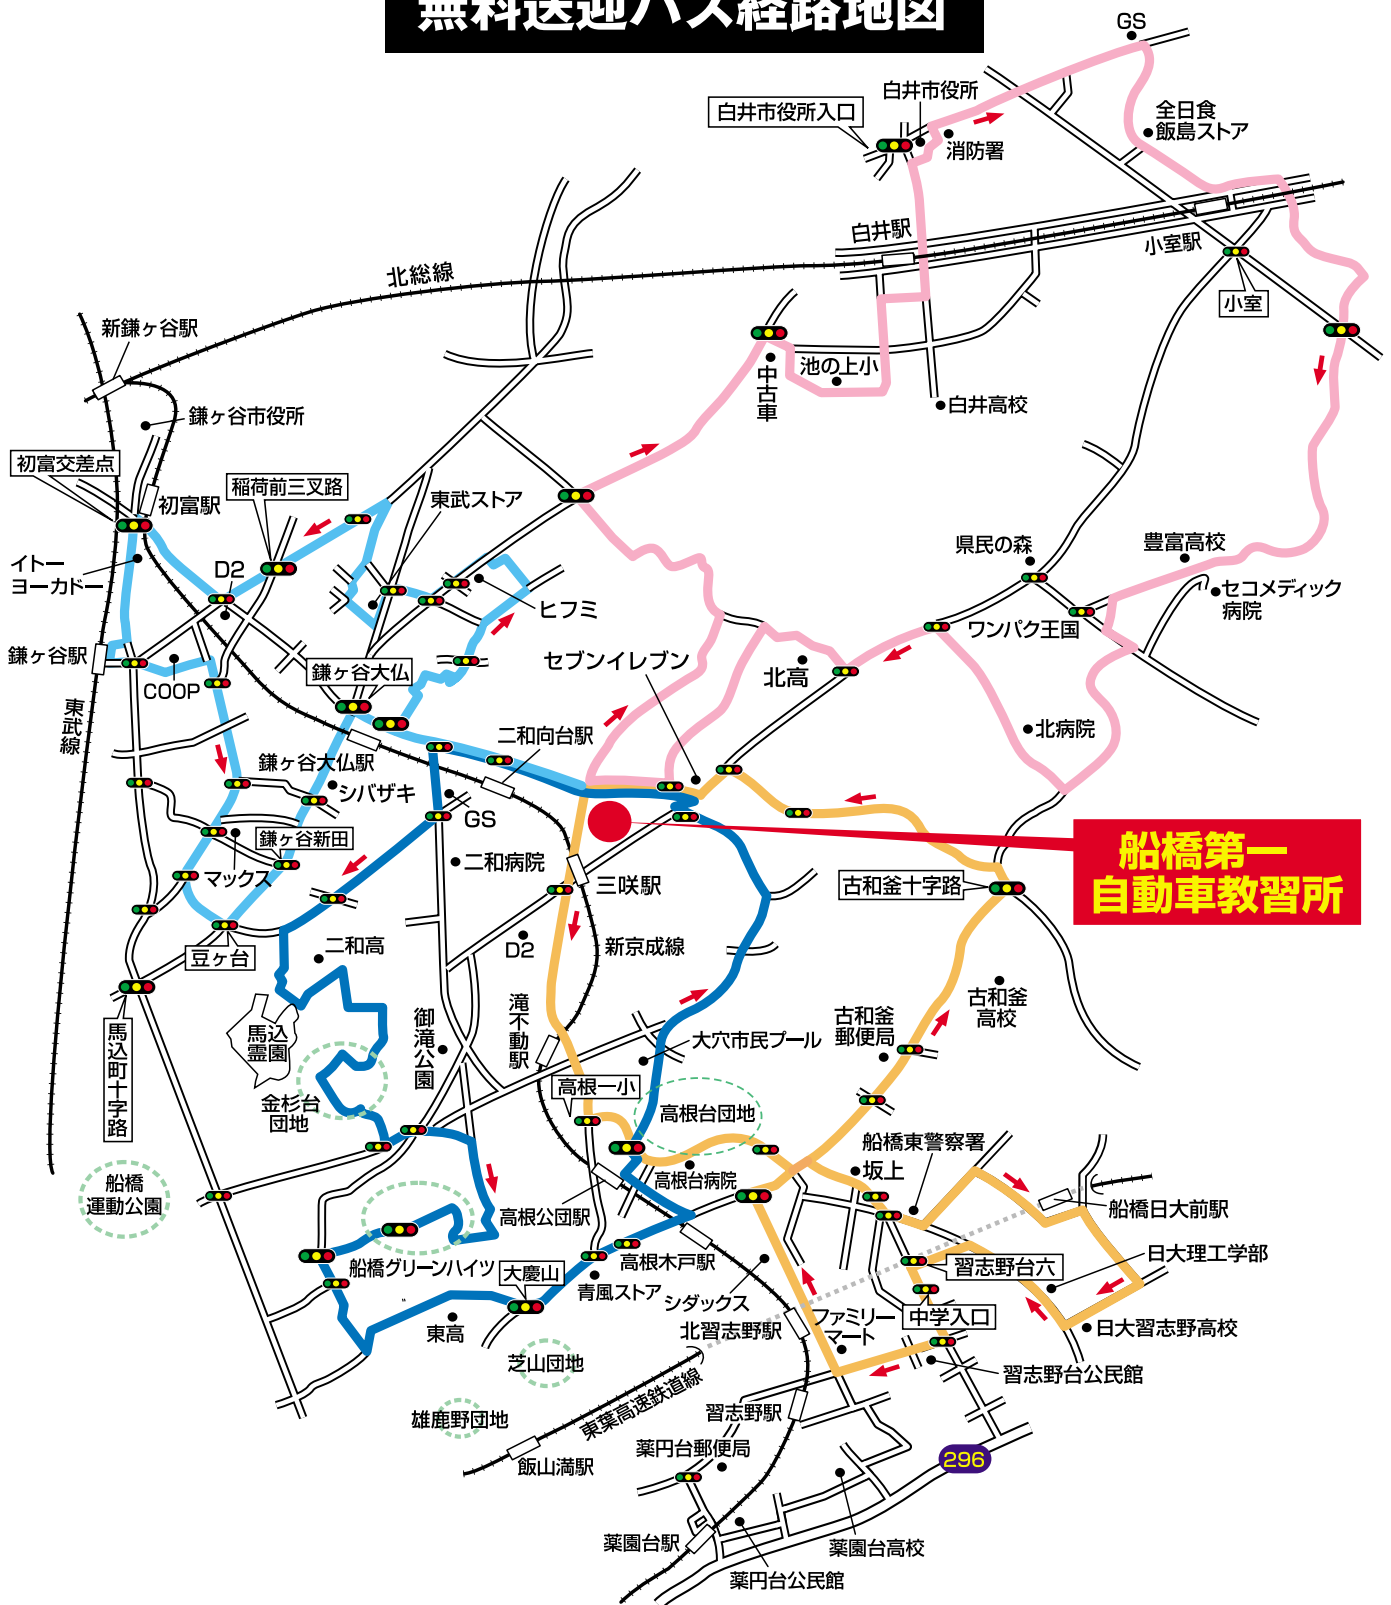 無料送迎バス経路地図
GS
白井市役所
白井市役所入口
全日食
飯島ストア
消防署
白井駅
小室駅
北総線
小室
新鎌ヶ谷駅
池の上小
中古車
白井高校
鎌ヶ谷市役所
初富交差点
稲荷前三叉路
初富駅
東武ストア
イトー
ヨーカドー
D2
県民の森
豊富高校
セコメディック
病院
ヒフミ
ワンパク王国
鎌ヶ谷駅
セブンイレブン
鎌ヶ谷大仏
北高
COOP
東武線
二和向台駅
北病院
鎌ヶ谷大仏駅
シバザキ
GS
鎌ヶ谷新田
船橋第一
自動車教習所
二和病院
マックス
三咲駅
古和釜十字路
豆ヶ台
二和高
D2
新京成線
古和釜
高校
馬込
霊園
御滝公園
滝不動駅
古和釜
郵便局
大穴市民プール
馬込町十字路
高根一小
金杉台
団地
高根台団地
船橋東警察署
坂上
船橋
運動公園
高根台病院
高根公団駅
船橋日大前駅
船橋グリーンハイツ
大慶山
高根木戸駅
青風ストア
習志野台六
日大理工学部
シダックス
ファミリー
マート
中学入口
東高
北習志野駅
日大習志野高校
芝山団地
習志野台公民館
東葉高速鉄道線
雄鹿野団地
習志野駅
薬円台郵便局
飯山満駅
296
薬園台駅
薬園台高校
薬円台公民館